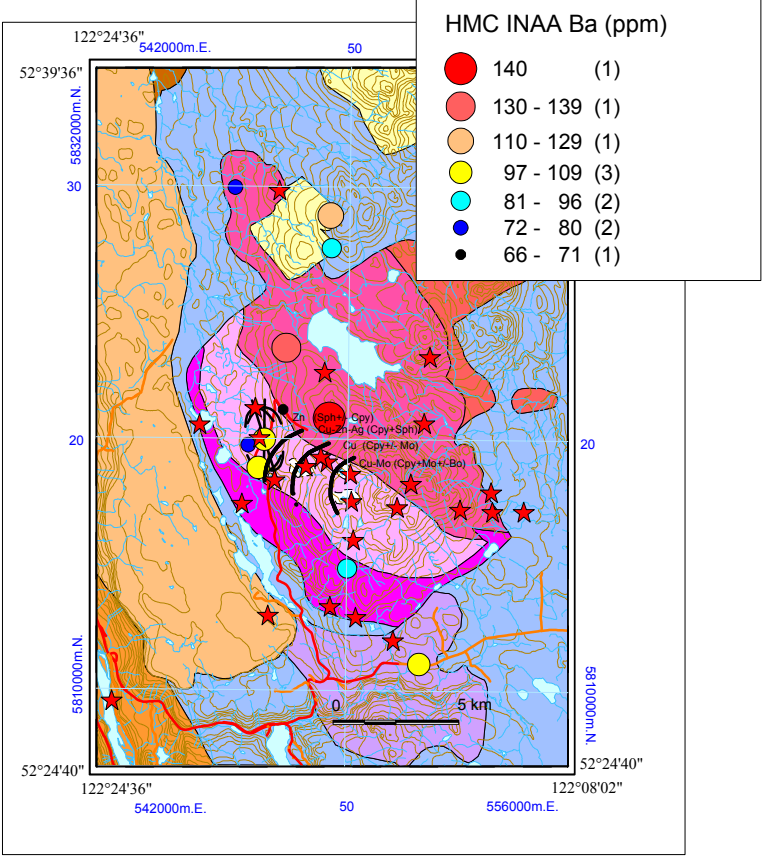 HMC INAA Ba (ppm)
140 (1)
130 - 139 (1)
110 - 129 (1)
97 - 109 (3)
81 - 96 (2)
72 - 80 (2)
66 - 71 (1)
122°24'36"
542000m.E. 50
52°39'36"
5832000m.N.
30
Zn (Sph+/- Cpy)
Cu-Zn-Ag (Cpy+Sph)
20 20
Cu (Cpy+/- Mo)
Cu-Mo (Cpy+Mo+/-Bo)
5810000m.N. 5810000m.N.
0 5 km
52°24'40" 52°24'40"
122°24'36" 122°08'02"
542000m.E. 50 556000m.E.